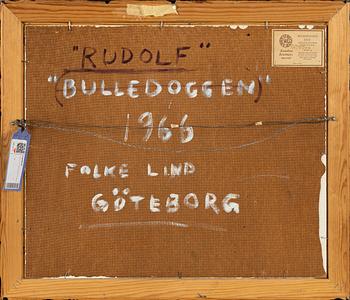 "RUDOLF"
("BULLEDOGGEN)"
1966
FOLKE LIND
GÖTEBORG